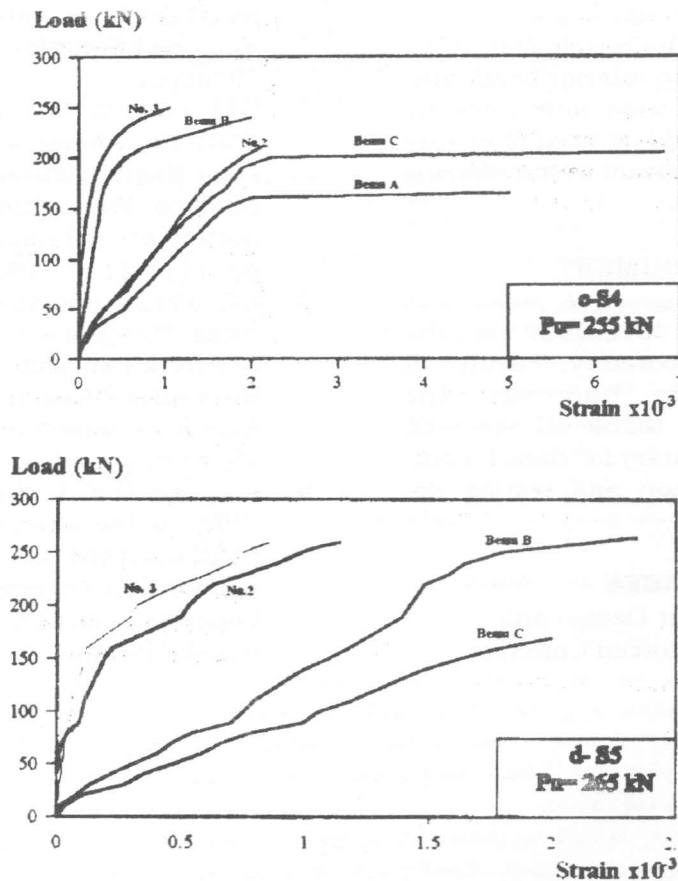 Load (kN)
300
250
200
150
100
50
0
No. 3
Beam B
No.2
Beam C
Beam A
c-S4
Pu= 255 kN
0 1 2 3 4 5 6
Strain x10-3
Load (kN)
300
250
200
150
100
50
0
No. 3
No.2
Beam B
Beam C
d- S5
Pu= 265 kN
0 0.5 1 1.5 2 2.5
Strain x10-3